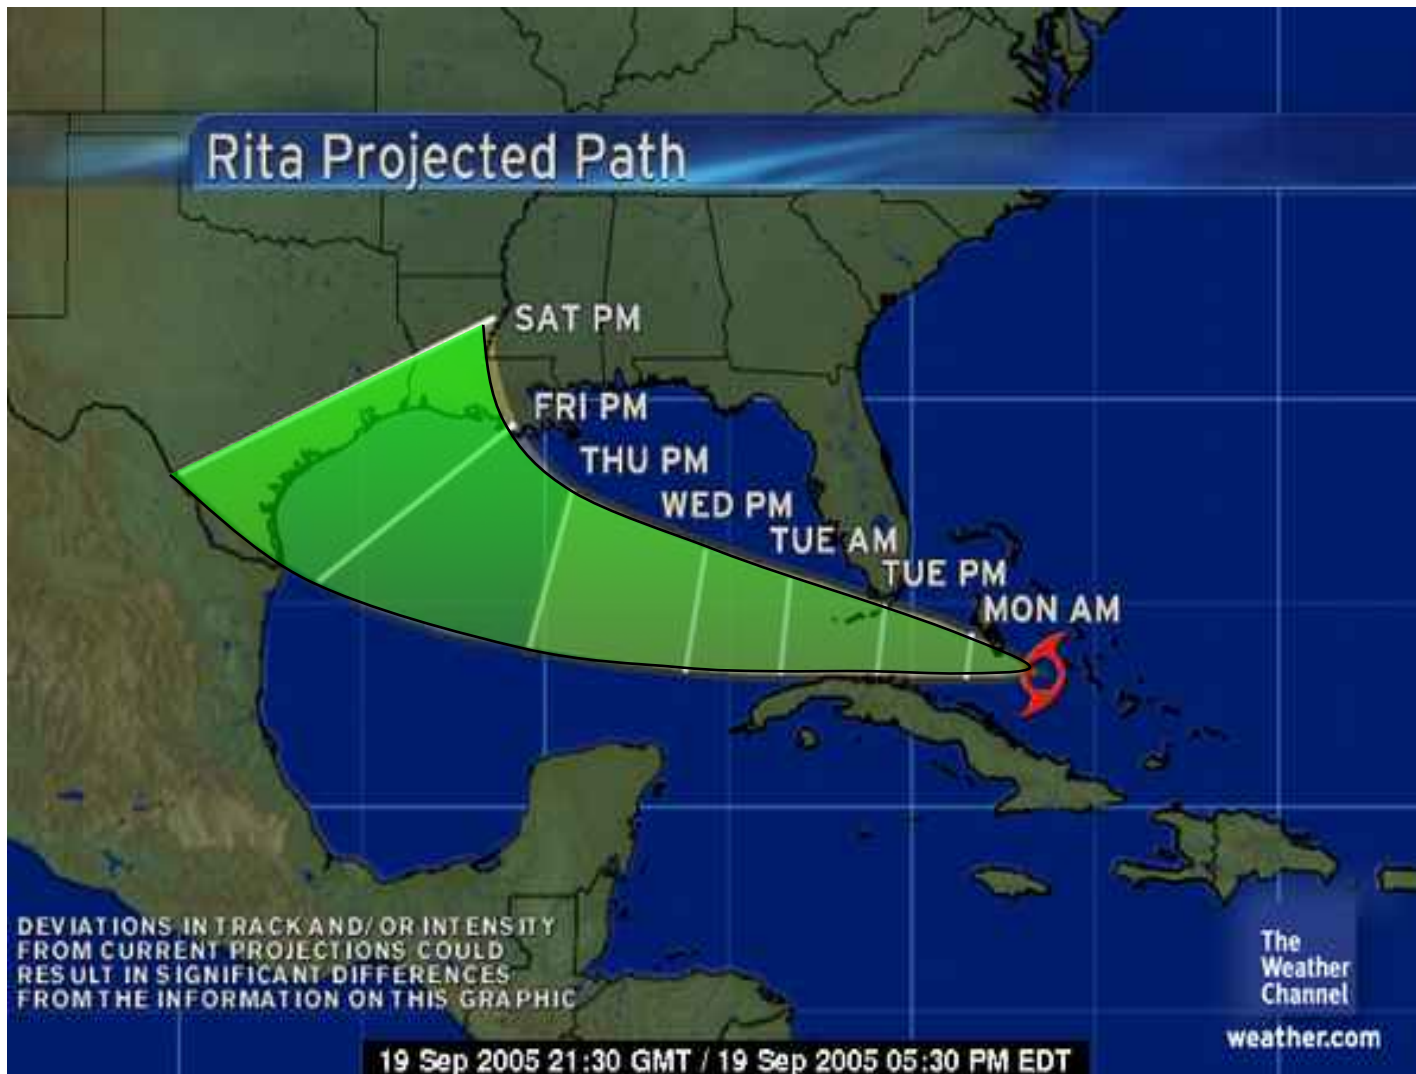 Rita Projected Path
SAT PM
FRI PM
THU PM
WED PM
TUE AM
TUE PM
MON AM
DEVIATIONS IN TRACK AND/OR INTENSITY
FROM CURRENT PROJECTIONS COULD
RESULT IN SIGNIFICANT DIFFERENCES
FROM THE INFORMATION ON THIS GRAPHIC
The
Weather
Channel
weather.com
19 Sep 2005 21:30 GMT / 19 Sep 2005 05:30 PM EDT